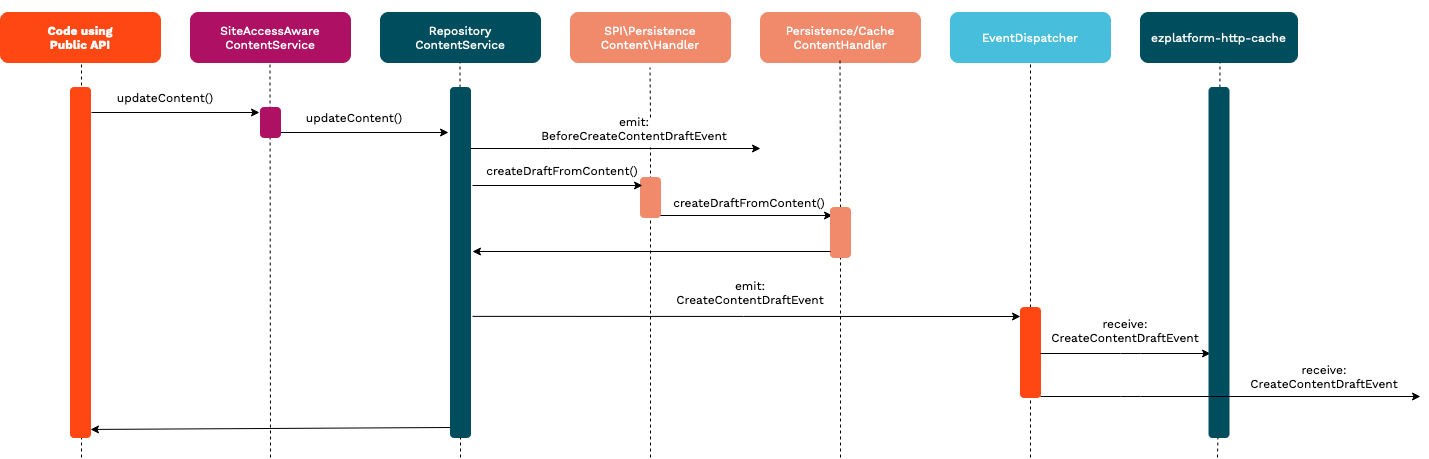 Code using
Public API
SiteAccessAware
ContentService
Repository
ContentService
SPI\Persistence
Content\Handler
Persistence/Cache
ContentHandler
EventDispatcher
ezplatform-http-cache
updateContent()
updateContent()
emit:
BeforeCreateContentDraftEvent
createDraftFromContent()
createDraftFromContent()
emit:
CreateContentDraftEvent
receive:
CreateContentDraftEvent
receive:
CreateContentDraftEvent